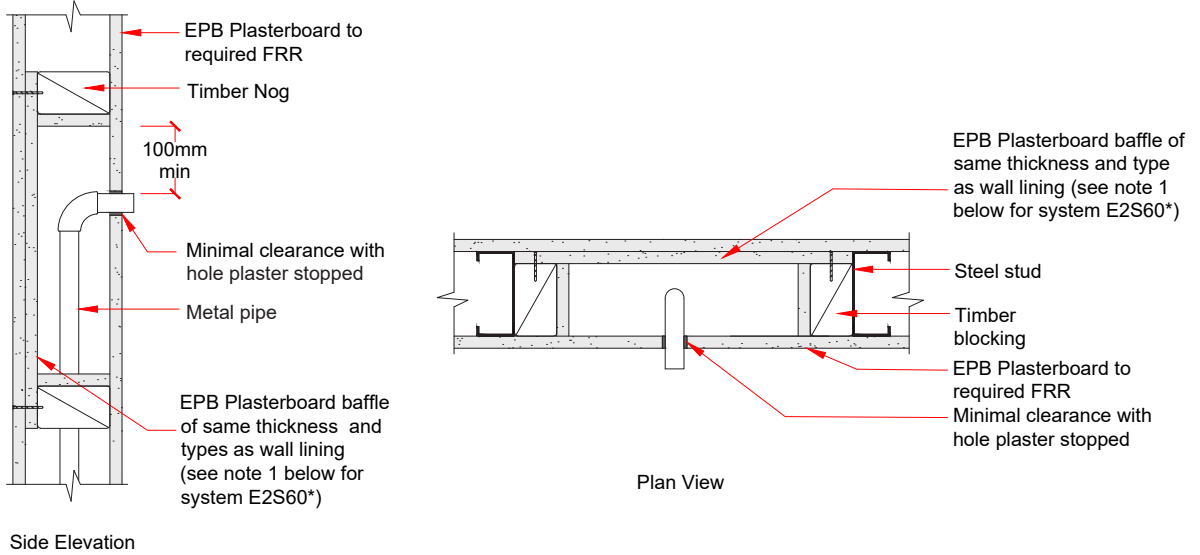 EPB Plasterboard to
required FRR
Timber Nog
100mm
min
Minimal clearance with
hole plaster stopped
Metal pipe
EPB Plasterboard baffle
of same thickness and
types as wall lining
(see note 1 below for
system E2S60*)
Side Elevation
EPB Plasterboard baffle of
same thickness and type
as wall lining (see note 1
below for system E2S60*)
Steel stud
Timber
blocking
EPB Plasterboard to
required FRR
Minimal clearance with
hole plaster stopped
Plan View